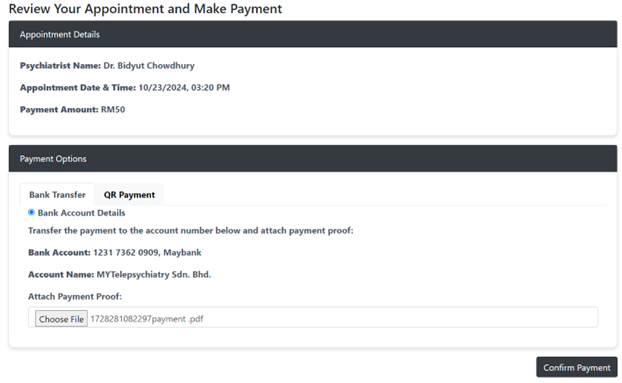 Review Your Appointment and Make Payment
Appointment Details
Psychiatrist Name: Dr. Bidyut Chowdhury
Appointment Date & Time: 10/23/2024, 03:20 PM
Payment Amount: RM50
Payment Options
Bank Transfer QR Payment
Bank Account Details
Transfer the payment to the account number below and attach payment proof:
Bank Account: 1231 7362 0909, Maybank
Account Name: MYTelepsychiatry Sdn. Bhd.
Attach Payment Proof:
Choose File 1728281082297payment .pdf
Confirm Payment